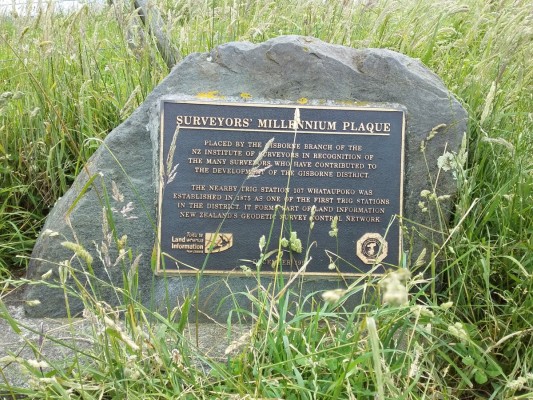 SURVEYORS' MILLENNIUM PLAQUE
PLACED BY THE GISBORNE BRANCH OF THE
NZ INSTITUTE OF SURVEYORS IN RECOGNITION OF
THE MANY SURVEYORS WHO HAVE CONTRIBUTED TO
THE DEVELOPMENT OF THE GISBORNE DISTRICT.
THE NEARBY TRIG STATION 107 WHATAUPOKO WAS
ESTABLISHED IN 1875 AS ONE OF THE FIRST TRIG STATIONS
IN THE DISTRICT. IT FORMS PART OF LAND INFORMATION
NEW ZEALAND'S GEODETIC SURVEY CONTROL NETWORK
Land
Information